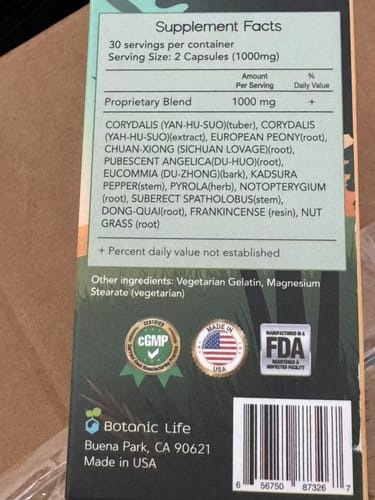 Supplement Facts
30 servings per container
Serving Size: 2 Capsules (1000mg)
Amount Per Serving
% Daily Value
Proprietary Blend 1000 mg +
CORYDALIS (YAN-HU-SUO)(tuber), CORYDALIS
(YAH-HU-SUO)(extract), EUROPEAN PEONY(root),
CHUAN-XIONG (SICHUAN LOVAGE)(root),
PUBESCENT ANGELICA(DU-HUO)(root),
EUCOMMIA (DU-ZHONG)(bark), KADSURA
PEPPER(stem), PYROLA(herb), NOTOPTERYGIUM
(root), SUBERECT SPATHOLOBUS(stem),
DONG-QUAI(root), FRANKINCENSE (resin), NUT
GRASS (root)
+ Percent daily value not established
Other ingredients: Vegetarian Gelatin, Magnesium
Stearate (vegetarian)
CERTIFIED
cGMP
MADE IN
USA
MANUFACTURED IN A
FDA
REGISTERED &
INSPECTED FACILITY
Botanic Life
Buena Park, CA 90621
Made in USA
6 56750 87326 7